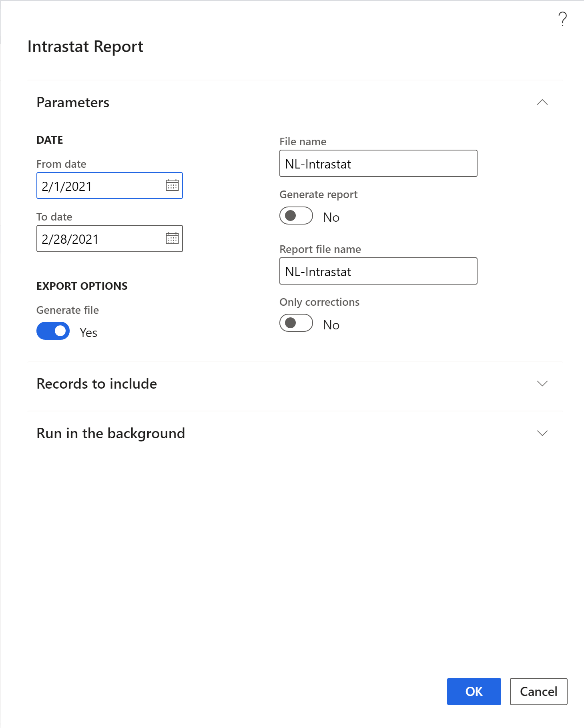 ?
Intrastat Report
Parameters
DATE
From date
2/1/2021
To date
2/28/2021
EXPORT OPTIONS
Generate file
Yes
File name
NL-Intrastat
Generate report
No
Report file name
NL-Intrastat
Only corrections
No
Records to include
Run in the background
OK
Cancel